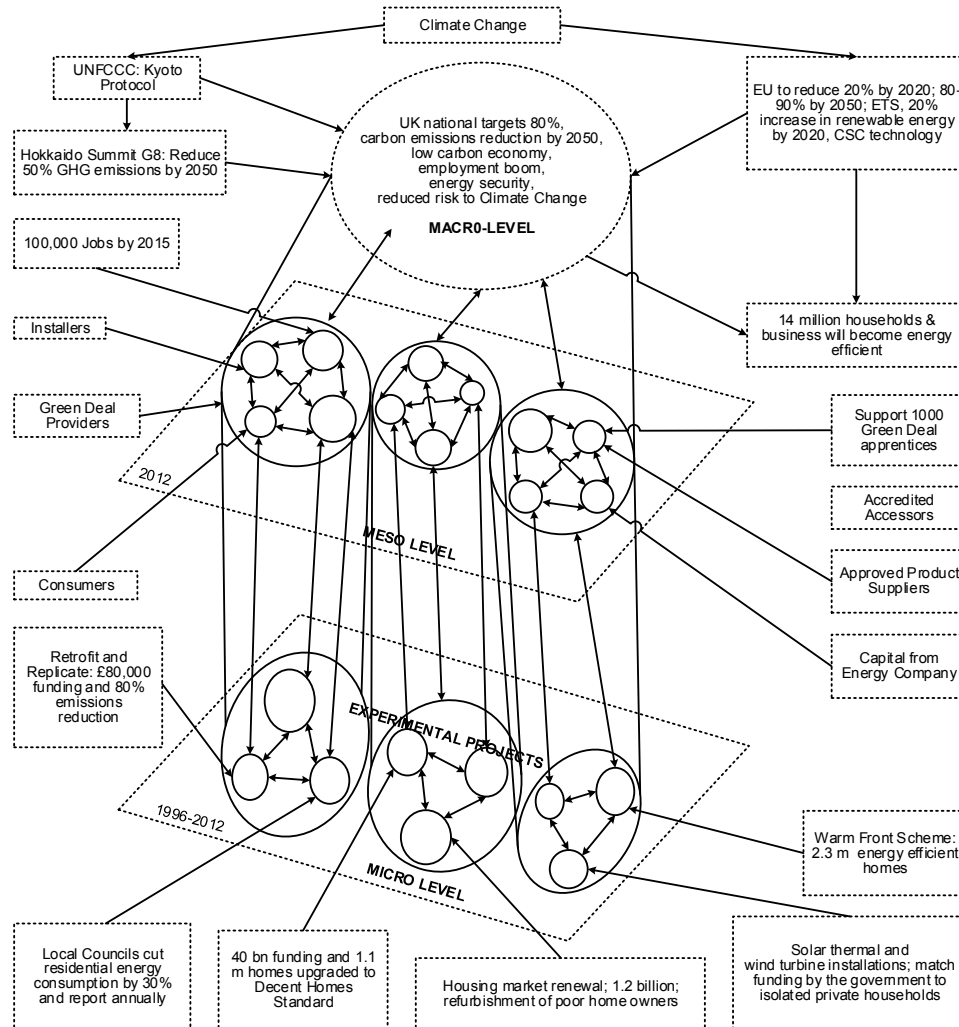 Climate Change
UNFCCC: Kyoto
Protocol
EU to reduce 20% by 2020; 80-
90% by 2050; ETS, 20%
increase in renewable energy
by 2020, CSC technology
UK national targets 80%,
carbon emissions reduction by 2050,
low carbon economy,
employment boom,
energy security,
reduced risk to Climate Change
MACR0-LEVEL
Hokkaido Summit G8: Reduce
50% GHG emissions by 2050
100,000 Jobs by 2015
Installers
14 million households &
business will become energy
efficient
Green Deal
Providers
Support 1000
Green Deal
apprentices
2012
MESO LEVEL
Accredited
Accessors
Consumers
Approved Product
Suppliers
Retrofit and
Replicate: £80,000
funding and 80%
emissions
reduction
Capital from
Energy Company
EXPERIMENTAL PROJECTS
1996-2012
MICRO LEVEL
Warm Front Scheme:
2.3 m energy efficient
homes
Local Councils cut
residential energy
consumption by 30%
and report annually
40 bn funding and 1.1
m homes upgraded to
Decent Homes
Standard
Housing market renewal; 1.2 billion;
refurbishment of poor home owners
Solar thermal and
wind turbine installations; match
funding by the government to
isolated private households